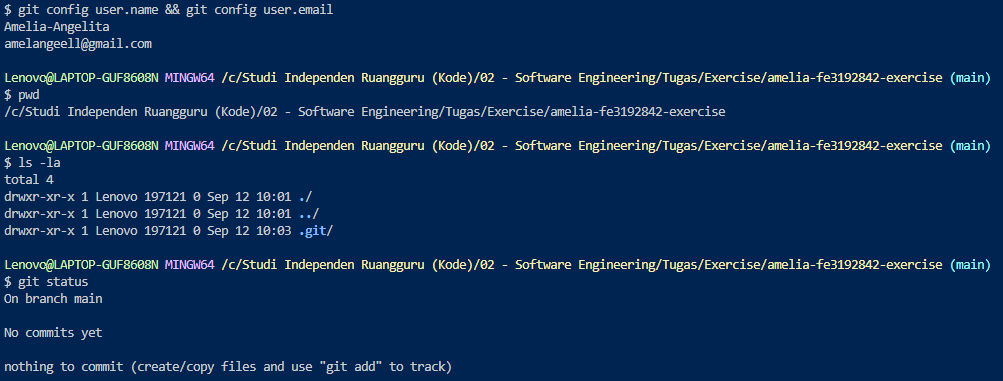 $ git config user.name && git config user.email
Amelia-Angelita
amelangeell@gmail.com
Lenovo@LAPTOP-GUF8608N MINGW64 /c/Studi Independen Ruangguru (Kode)/02 - Software Engineering/Tugas/Exercise/amelia-fe3192842-exercise (main)
$ pwd
/c/Studi Independen Ruangguru (Kode)/02 - Software Engineering/Tugas/Exercise/amelia-fe3192842-exercise
Lenovo@LAPTOP-GUF8608N MINGW64 /c/Studi Independen Ruangguru (Kode)/02 - Software Engineering/Tugas/Exercise/amelia-fe3192842-exercise (main)
$ ls -la
total 4
drwxr-xr-x 1 Lenovo 197121 0 Sep 12 10:01 ./
drwxr-xr-x 1 Lenovo 197121 0 Sep 12 10:01 ../
drwxr-xr-x 1 Lenovo 197121 0 Sep 12 10:03 .git/
Lenovo@LAPTOP-GUF8608N MINGW64 /c/Studi Independen Ruangguru (Kode)/02 - Software Engineering/Tugas/Exercise/amelia-fe3192842-exercise (main)
$ git status
On branch main
No commits yet
nothing to commit (create/copy files and use "git add" to track)